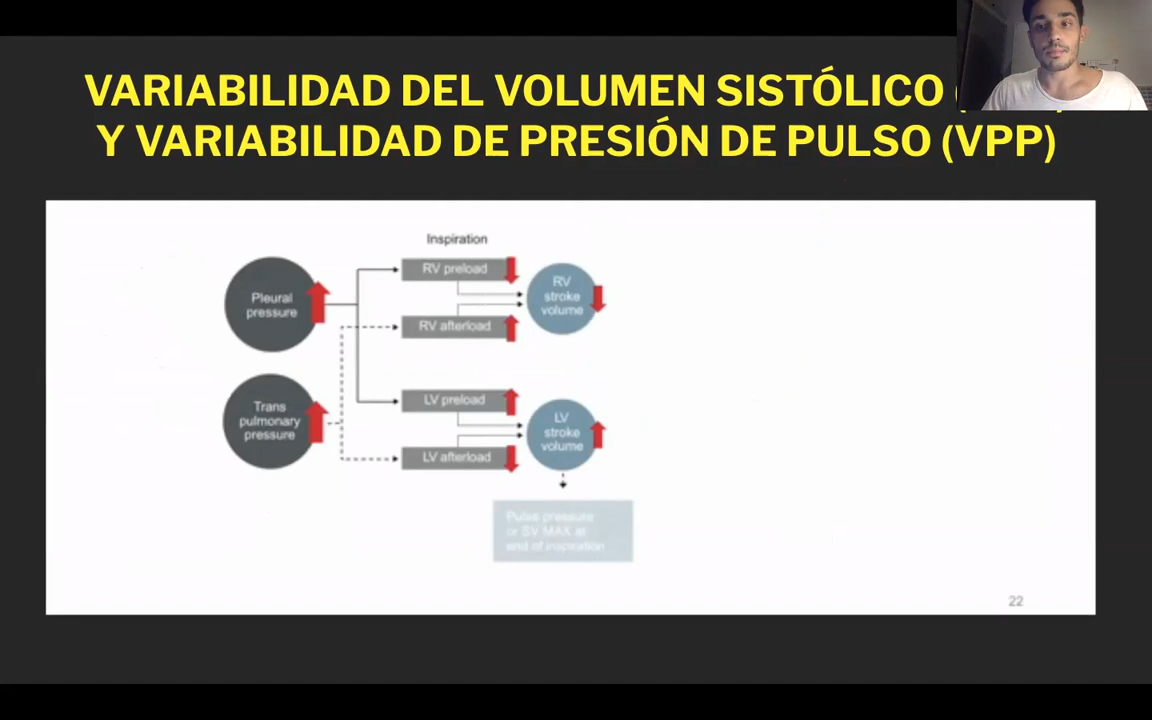 VARIABILIDAD DEL VOLUMEN SISTÓLICO
Y VARIABILIDAD DE PRESIÓN DE PULSO (VPP)
Inspiration
Pleural
pressure
RV preload
RV
stroke
volume
RV afterload
Trans
pulmonary
pressure
LV preload
LV
stroke
volume
LV afterload
Pulse pressure
or SV MAX at
end of inspiration
22